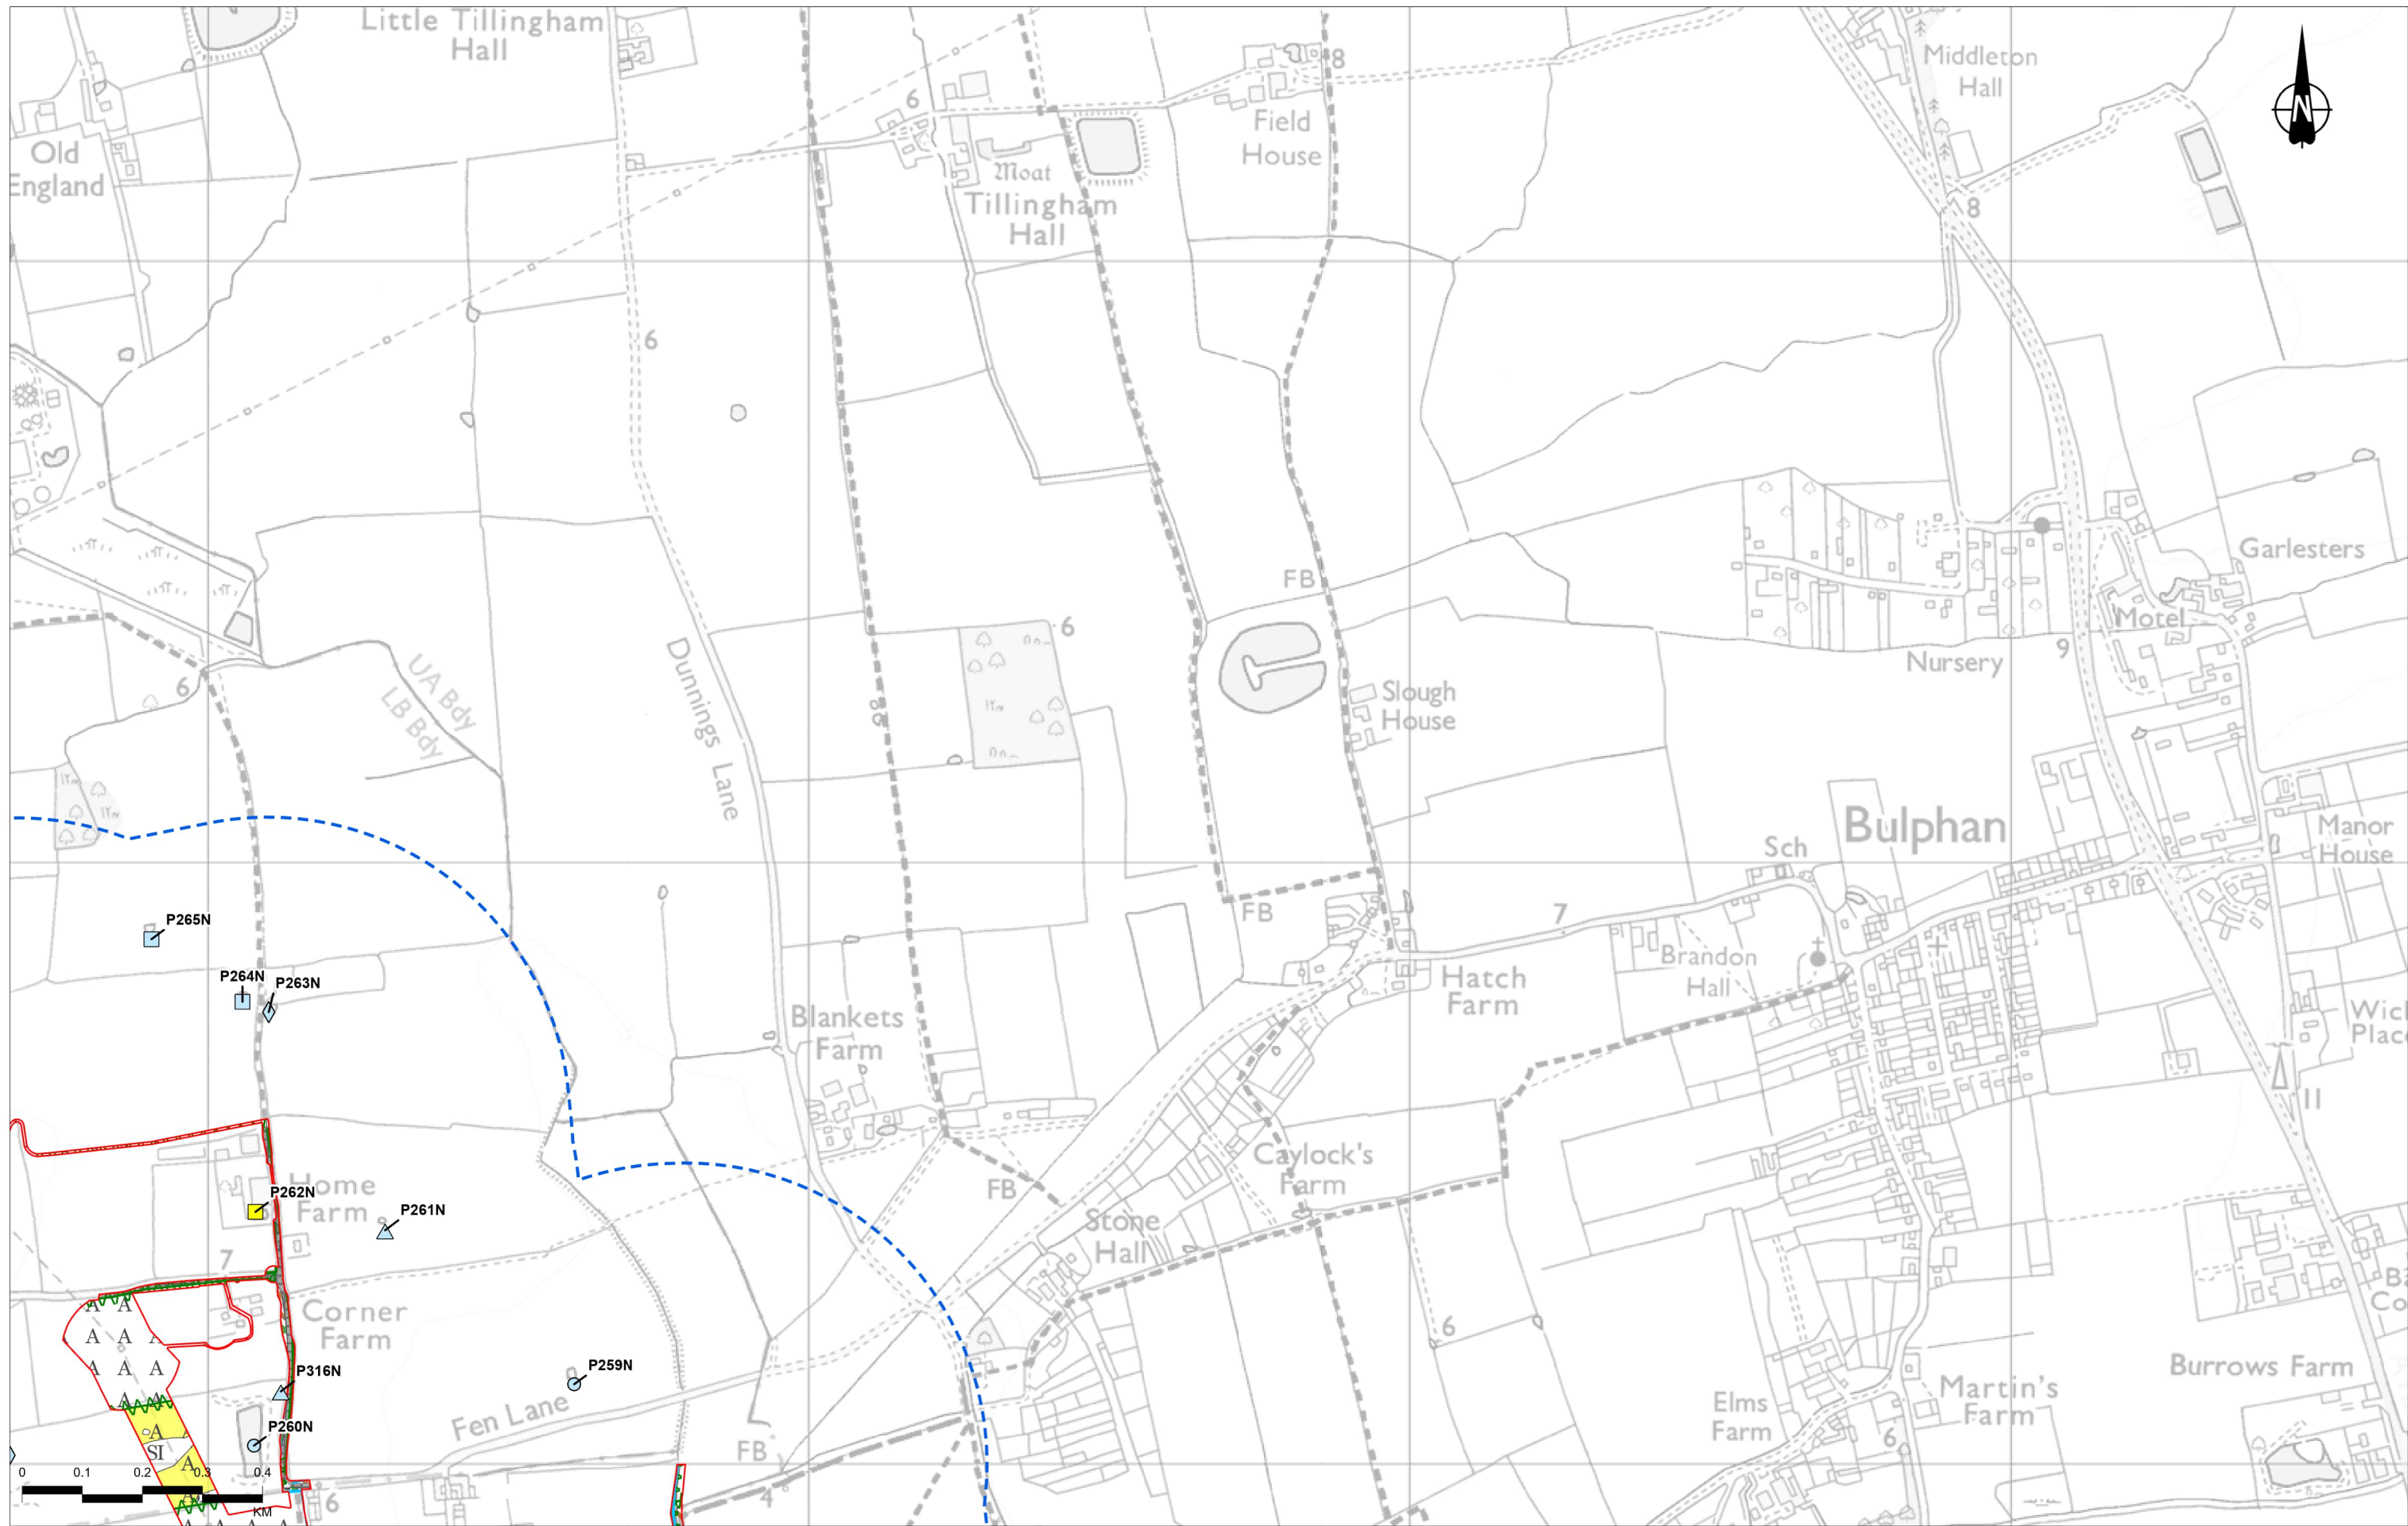 Little Tillingham
Hall
8
Middleton
Hall
N
6
Field
House
Old
England
Moat
Tillingham
Hall
8
6
Garlesters
FB
Motel
6
9
Nursery
UA Bdy
LB Bdy
Dunnings Lane
6
Slough
House
Bulphan
Manor
House
Sch
P265N
FB
7
Brandon
Hall
Hatch
Farm
P264N
P263N
Blankets
Farm
11
Caylock's
Farm
P262N
Home
Farm
FB
P261N
Stone
Hall
7
Corner
Farm
6
P316N
P259N
Burrows Farm
Martin's
Farm
Elms
Farm
Fen Lane
P260N
FB
6
A A
A A A
A A A
A A
A
SI
A
0 0.1 0.2 0.3 0.4
KM
6
4